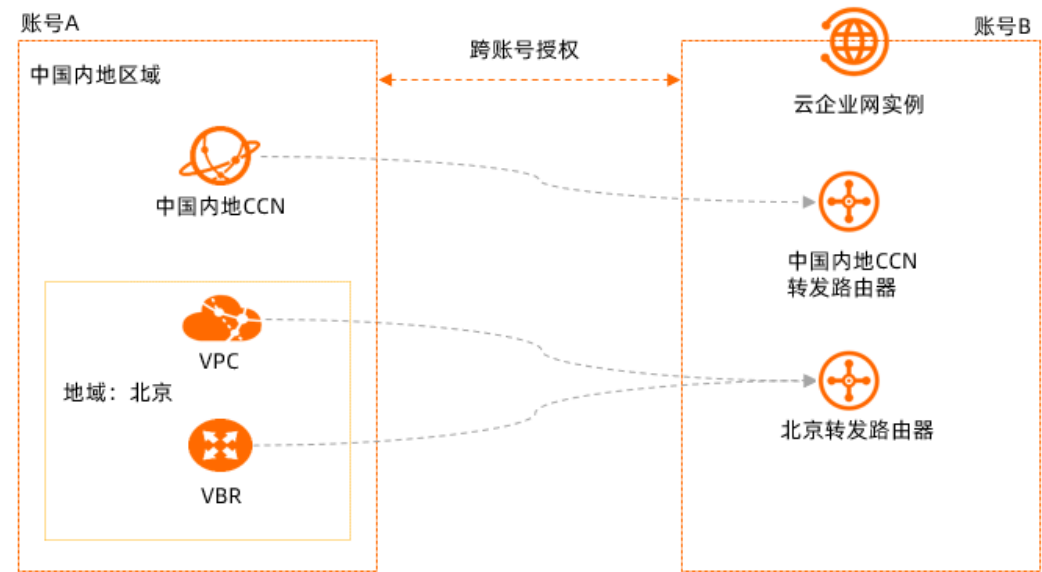 账号A
账号B
跨账号授权
中国内地区域
云企业网实例
中国内地CCN
中国内地CCN
转发路由器
VPC
地域：北京
北京转发路由器
VBR